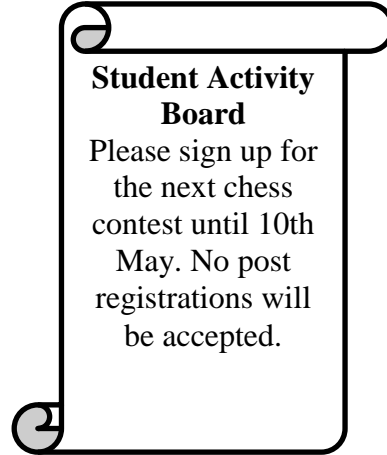 Student Activity
Board
Please sign up for
the next chess
contest until 10th
May. No post
registrations will
be accepted.